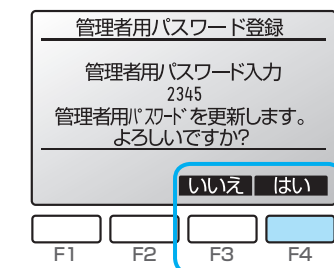 管理者用パスワード登録
管理者用パスワード入力
2345
管理者用ﾊﾟｽﾜｰﾄﾞを更新します。
よろしいですか?
いいえ はい
F1 F2 F3 F4